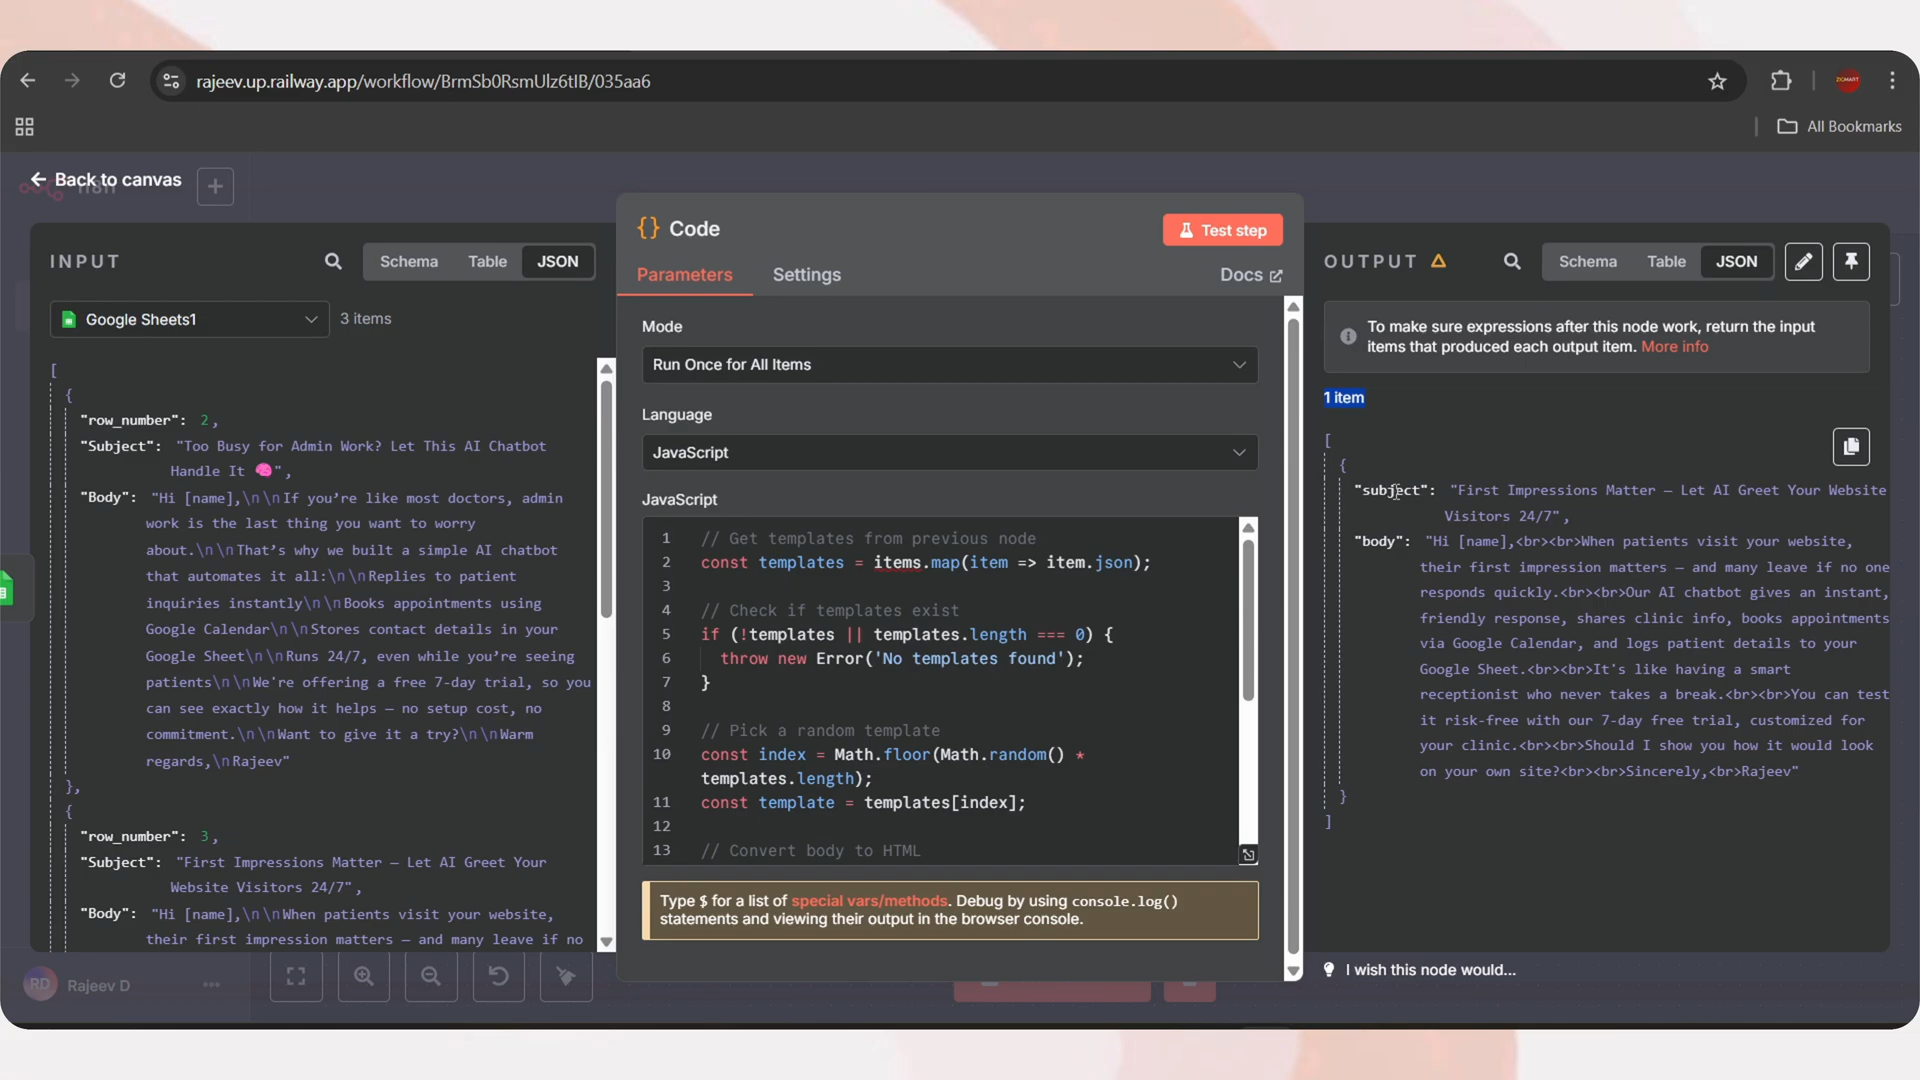 rajeev.up.railway.app/workflow/BrmSb0RsmUlz6tIB/035aa6
ZICMART
All Bookmarks
Back to canvas
n8n
INPUT
Schema
Table
JSON
Google Sheets1
3 items
[
{
"row_number": 2,
"Subject": "Too Busy for Admin Work? Let This AI Chatbot
Handle It 🧠",
"Body": "Hi [name],\n\nIf you’re like most doctors, admin
work is the last thing you want to worry
about.\n\nThat’s why we built a simple AI chatbot
that automates it all:\n\nReplies to patient
inquiries instantly\n\nBooks appointments using
Google Calendar\n\nStores contact details in your
Google Sheet\n\nRuns 24/7, even while you’re seeing
patients\n\nWe're offering a free 7-day trial, so you
can see exactly how it helps — no setup cost, no
commitment.\n\nWant to give it a try?\n\nWarm
regards,\nRajeev"
},
{
"row_number": 3,
"Subject": "First Impressions Matter — Let AI Greet Your
Website Visitors 24/7",
"Body": "Hi [name],\n\nWhen patients visit your website,
their first impression matters — and many leave if no
RD
Rajeev D
{} Code
Test step
Parameters
Settings
Docs
Mode
Run Once for All Items
Language
JavaScript
JavaScript
1 // Get templates from previous node
2 const templates = items.map(item => item.json);
3
4 // Check if templates exist
5 if (!templates || templates.length === 0) {
6 throw new Error('No templates found');
7 }
8
9 // Pick a random template
10 const index = Math.floor(Math.random() *
templates.length);
11 const template = templates[index];
12
13 // Convert body to HTML
Type $ for a list of special vars/methods. Debug by using console.log()
statements and viewing their output in the browser console.
OUTPUT
Schema
Table
JSON
To make sure expressions after this node work, return the input
items that produced each output item. More info
1 item
[
{
"subject": "First Impressions Matter — Let AI Greet Your Website
Visitors 24/7",
"body": "Hi [name],<br><br>When patients visit your website,
their first impression matters — and many leave if no one
responds quickly.<br><br>Our AI chatbot gives an instant,
friendly response, shares clinic info, books appointments
via Google Calendar, and logs patient details to your
Google Sheet.<br><br>It's like having a smart
receptionist who never takes a break.<br><br>You can test
it risk-free with our 7-day free trial, customized for
your clinic.<br><br>Should I show you how it would look
on your own site?<br><br>Sincerely,<br>Rajeev"
}
]
I wish this node would...